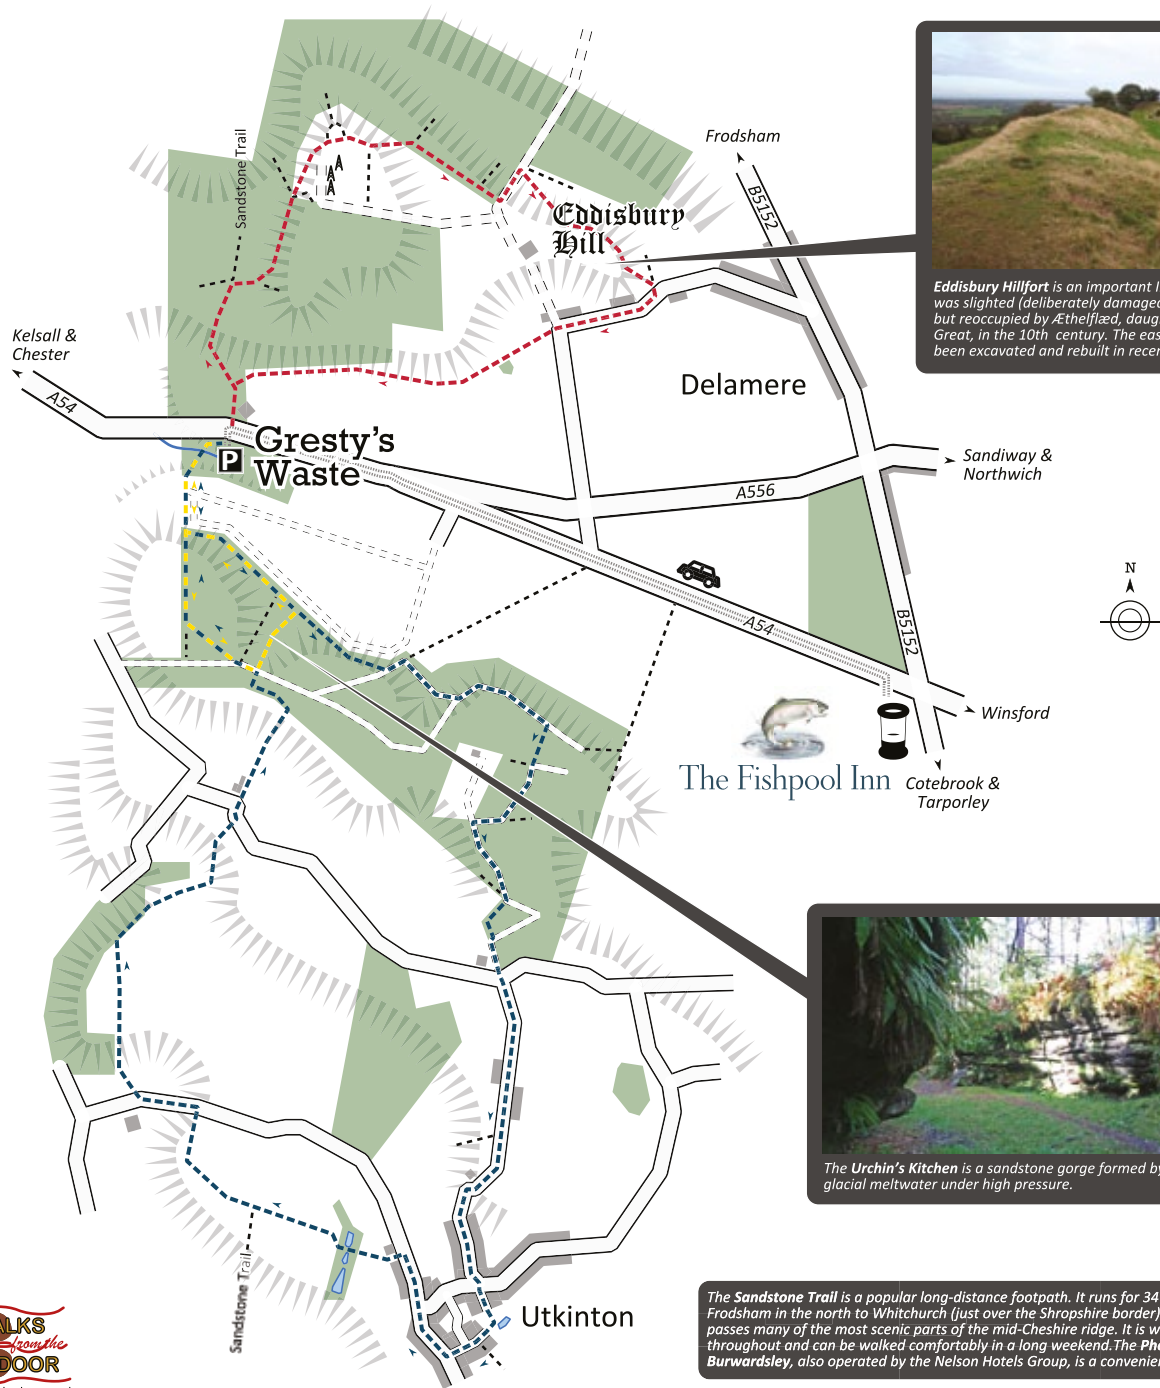 Frodsham
B5152
Sandstone Trail
Eddisbury
Hill
Eddisbury Hillfort is an important I
was slighted (deliberately damaged
but reoccupied by Æthelflæd, daug
Great, in the 10th century. The eas
been excavated and rebuilt in recen
Kelsall &
Chester
A54
Delamere
Gresty's
Waste
P
Sandiway &
Northwich
A556
N
A54
B5152
Winsford
The Fishpool Inn
Cotebrook &
Tarporley
The Urchin's Kitchen is a sandstone gorge formed by
glacial meltwater under high pressure.
Sandstone Trail
Utkinton
The Sandstone Trail is a popular long-distance footpath. It runs for 34
Frodsham in the north to Whitchurch (just over the Shropshire border)
passes many of the most scenic parts of the mid-Cheshire ridge. It is w
throughout and can be walked comfortably in a long weekend.The Phe
Burwardsley, also operated by the Nelson Hotels Group, is a convenien
ALKS
from the
DOOR